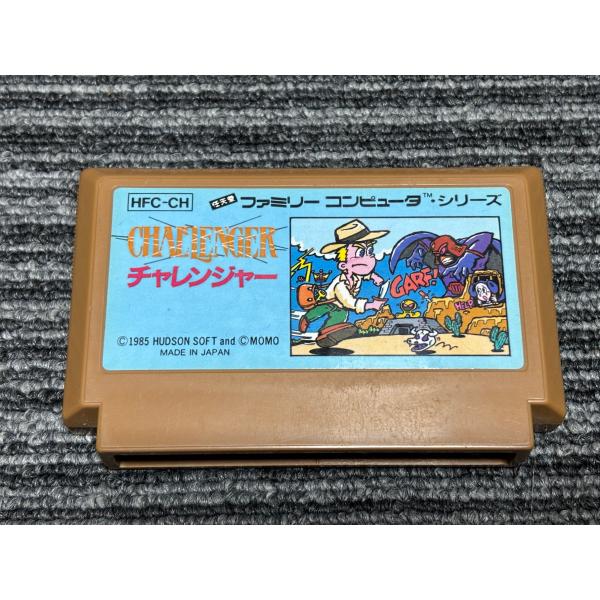 HFC-CH
任天堂 ファミリー コンピュータ™・シリーズ
CHALLENGER
チャレンジャー
GARF!
HELP
©1985 HUDSON SOFT and ©MOMO
MADE IN JAPAN